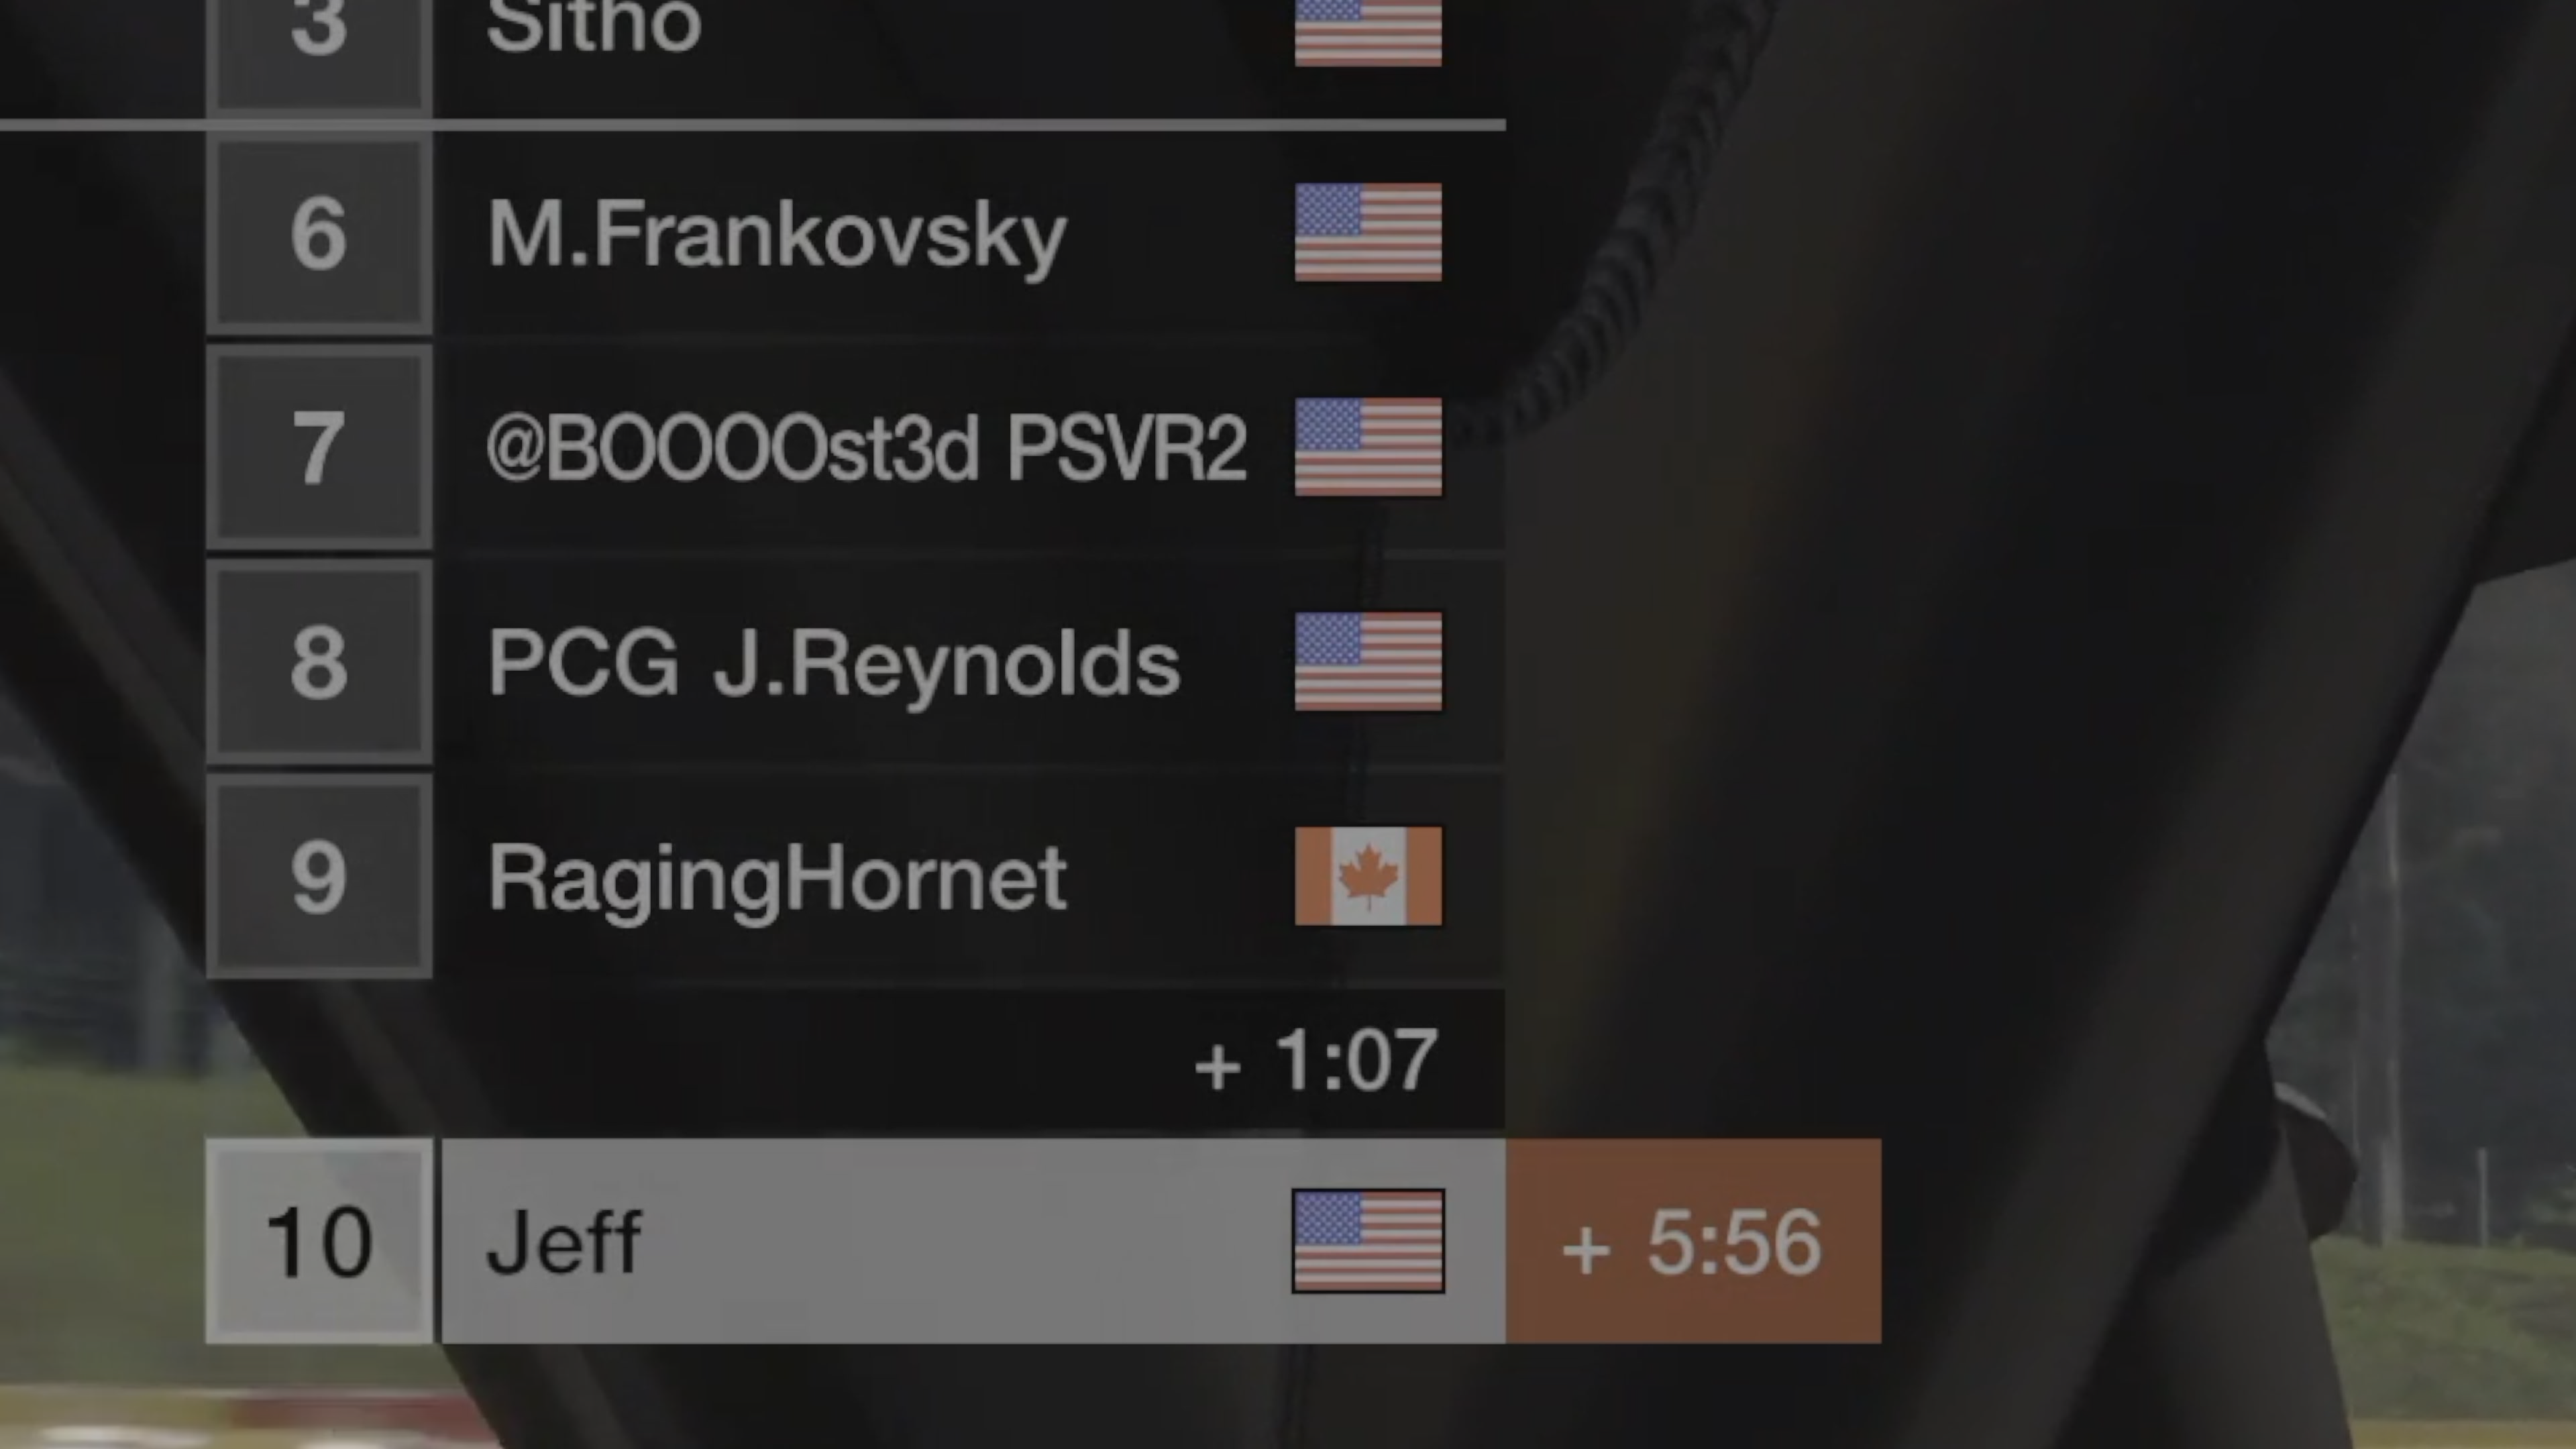 3 Sitho
6 M.Frankovsky
7 @BOOOOst3d PSVR2
8 PCG J.Reynolds
9 RagingHornet
+ 1:07
10 Jeff + 5:56